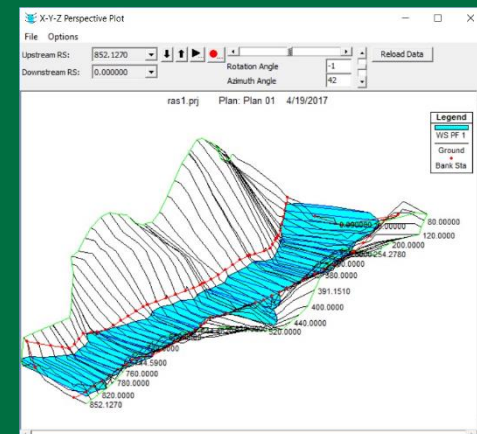 X-Y-Z Perspective Plot
File Options
Upstream RS: 852.1270
Downstream RS: 0.000000
Rotation Angle -1
Azimuth Angle 42
Reload Data
ras1.prj Plan: Plan 01 4/19/2017
Legend
WS PF 1
Ground
Bank Sta
80.00000
120.0000
200.0000
254.2780
380.0000
391.1510
400.0000
440.0000
520.0000
760.0000
780.0000
820.0000
852.1270